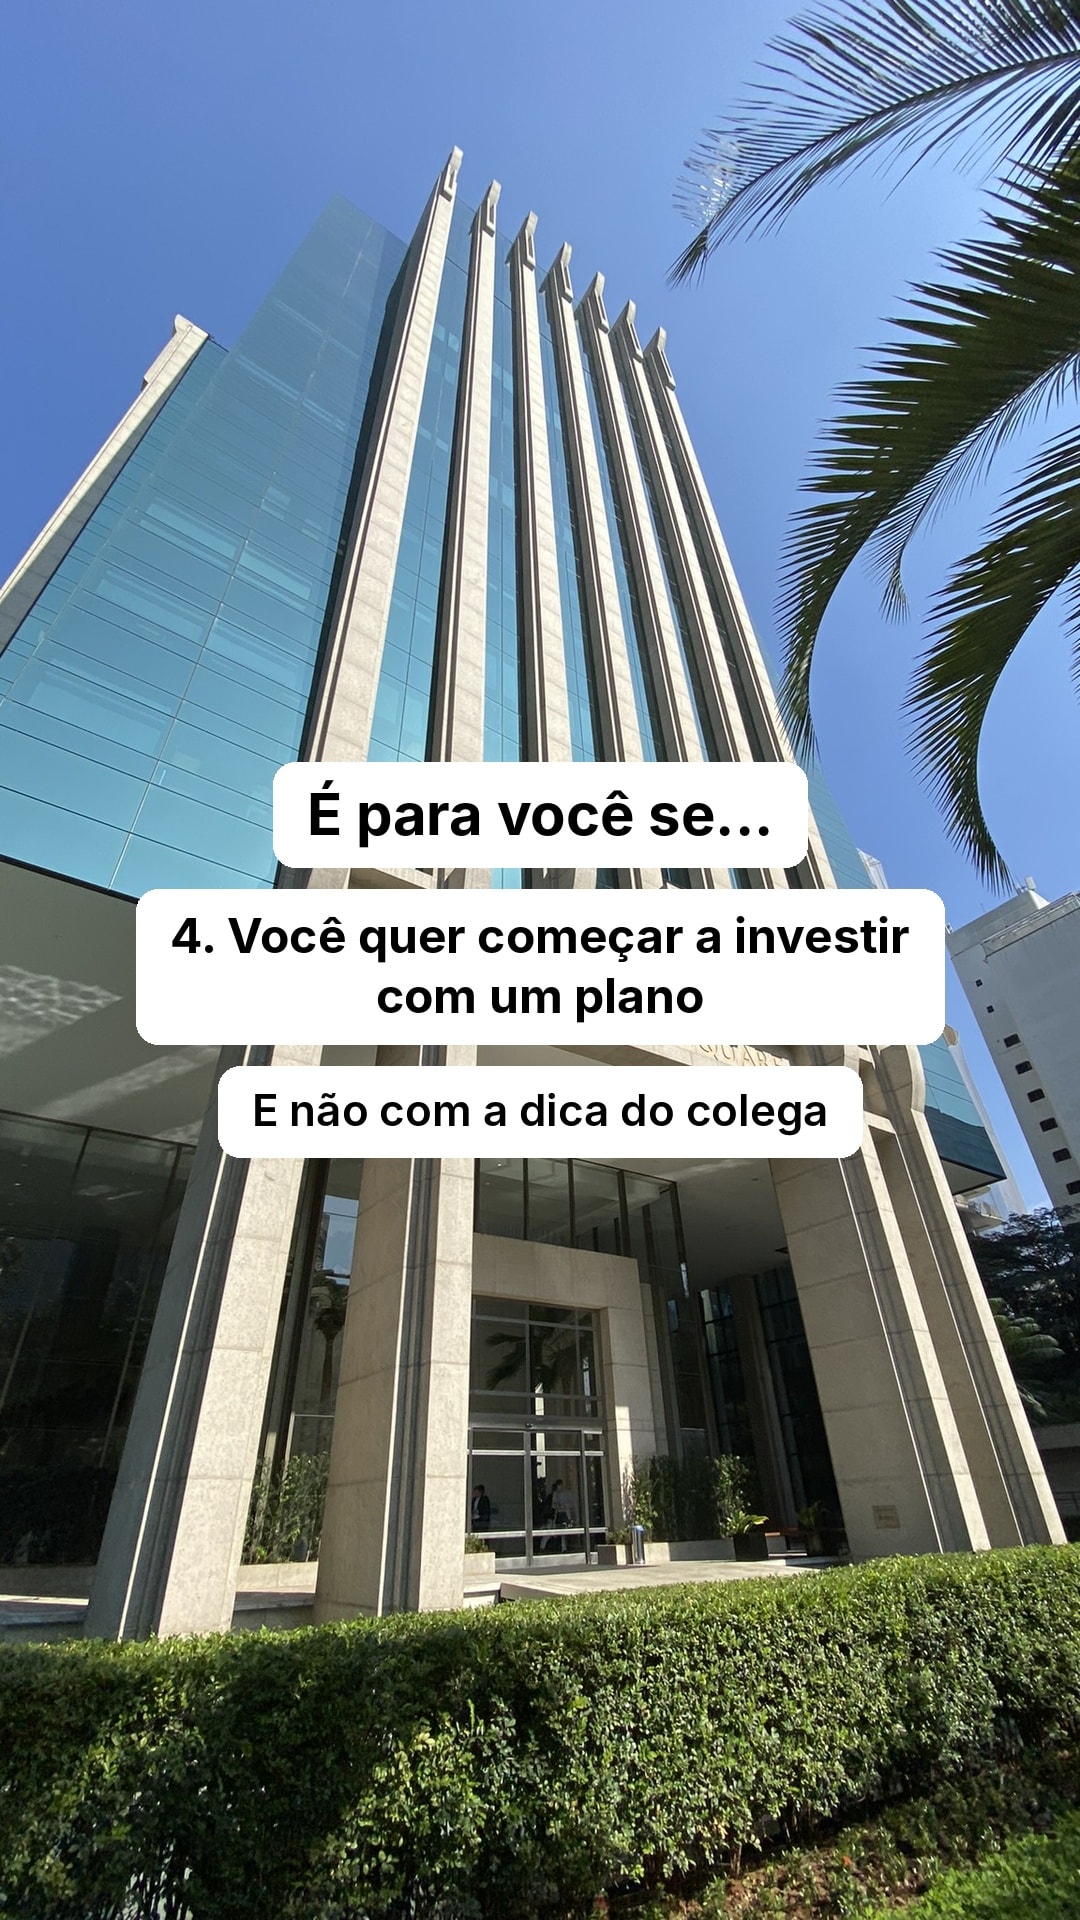 É para você se...
4. Você quer começar a investir
com um plano
E não com a dica do colega